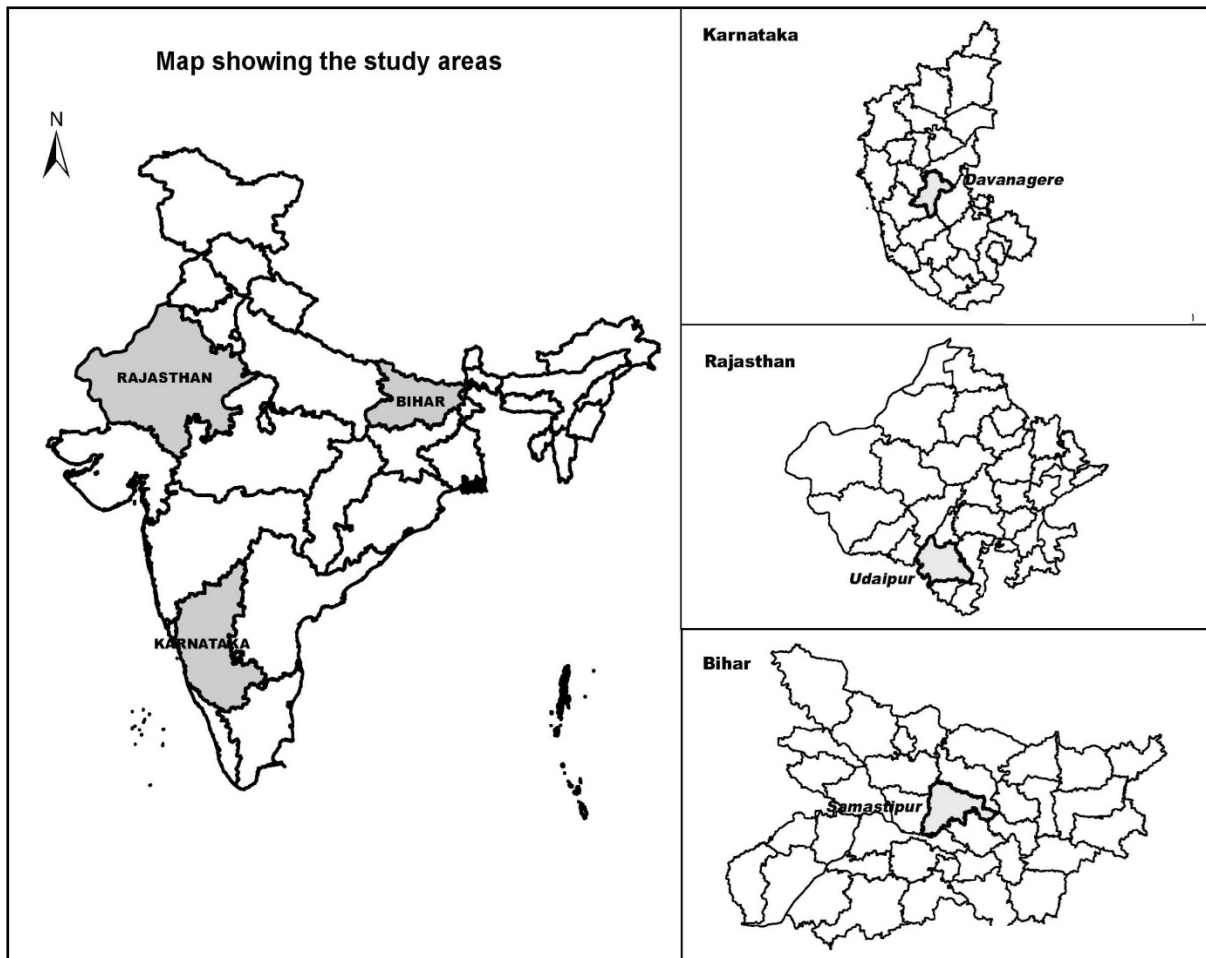 Map showing the study areas
N
RAJASTHAN
BIHAR
KARNATAKA
Karnataka
Davanagere
Rajasthan
Udaipur
Bihar
Samastipur